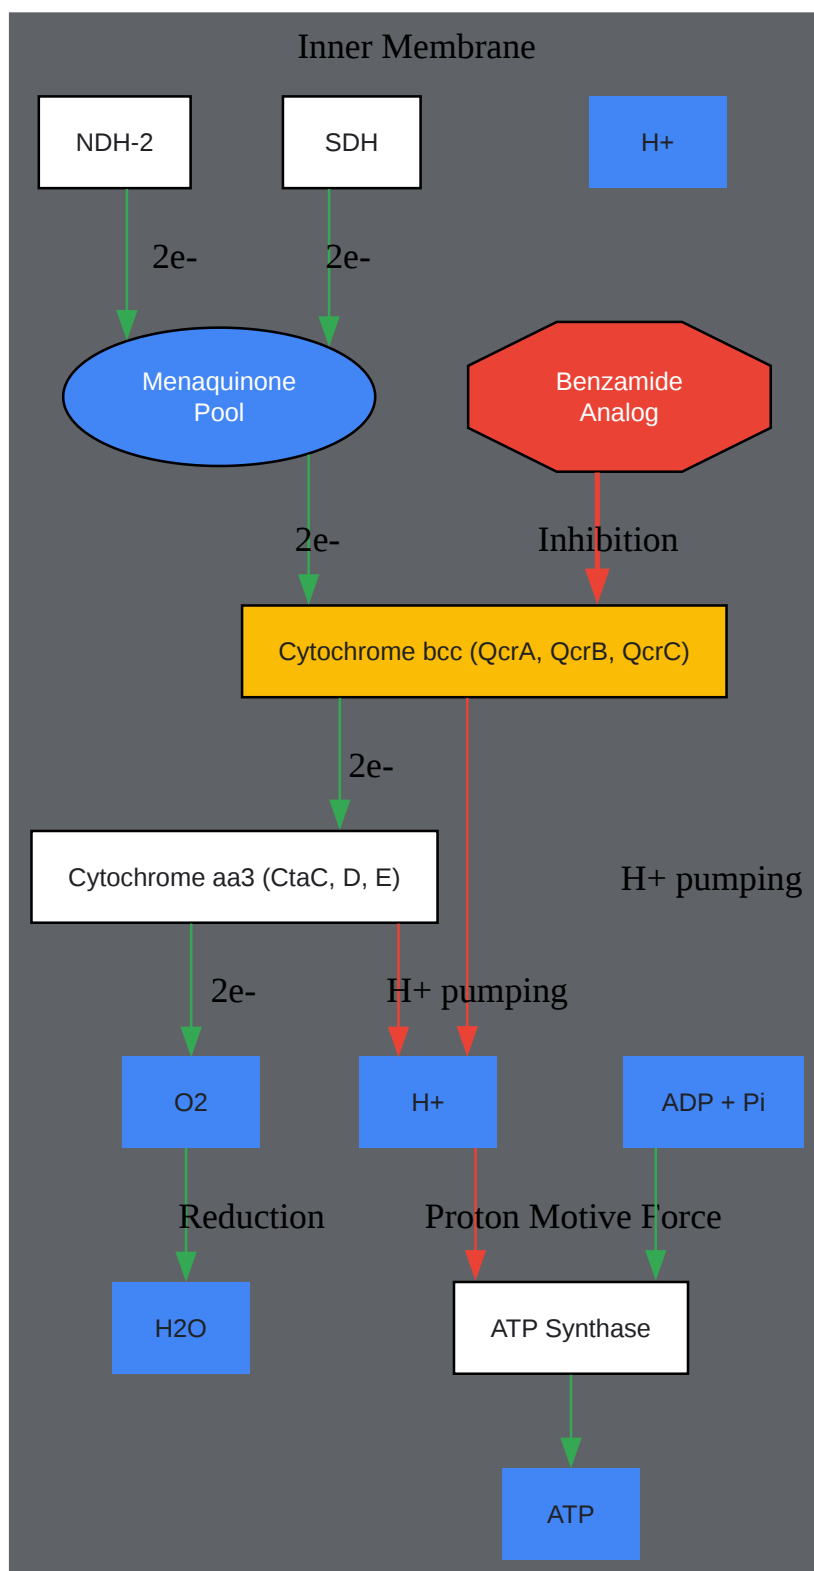 Inner Membrane
NDH-2
SDH
H+
2e-
2e-
Menaquinone
Pool
Benzamide
Analog
2e-
Inhibition
Cytochrome bcc (QcrA, QcrB, QcrC)
2e-
Cytochrome aa3 (CtaC, D, E)
H+ pumping
2e-
H+ pumping
O2
H+
ADP + Pi
Reduction
Proton Motive Force
H2O
ATP Synthase
ATP